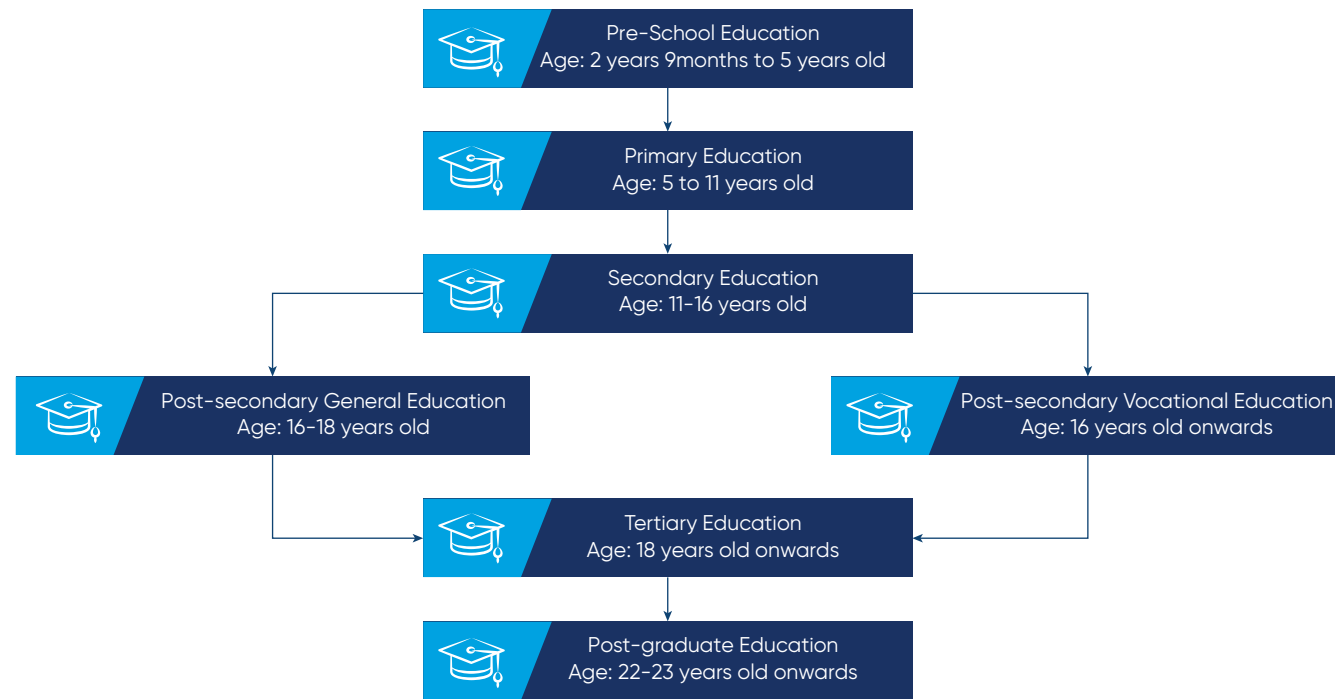 Pre-School Education
Age: 2 years 9months to 5 years old
Primary Education
Age: 5 to 11 years old
Secondary Education
Age: 11-16 years old
Post-secondary General Education
Age: 16-18 years old
Post-secondary Vocational Education
Age: 16 years old onwards
Tertiary Education
Age: 18 years old onwards
Post-graduate Education
Age: 22-23 years old onwards